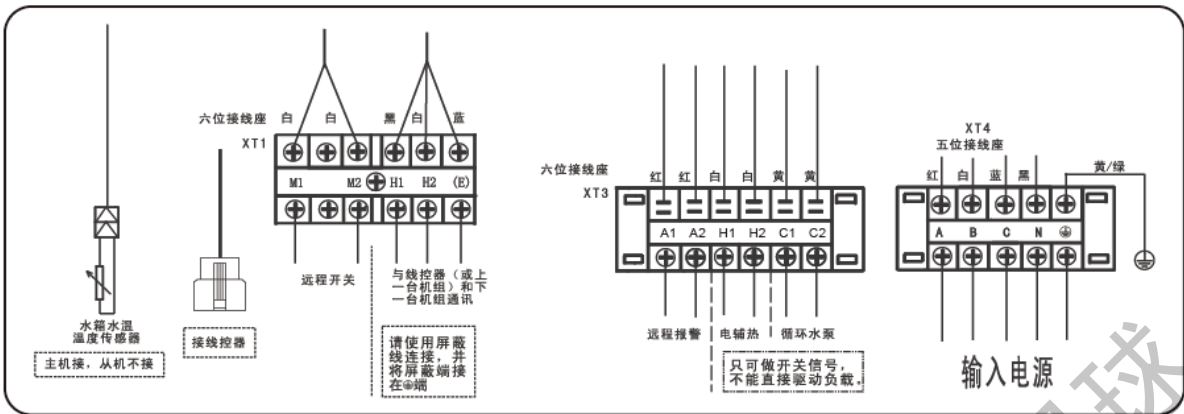 六位接线座
XT1
白 白 黑 白 蓝
M1 M2 H1 H2 (E)
远程开关
与线控器（或上
一台机组）和下
一台机组通讯
请使用屏蔽
线连接，并
将屏蔽端接
在⏚端
水箱水温
温度传感器
主机接，从机不接
接线控器
六位接线座
XT3
红 红 白 白 黄 黄
A1 A2 H1 H2 C1 C2
远程报警 电辅热 循环水泵
只可做开关信号，
不能直接驱动负载。
XT4
五位接线座
红 白 蓝 黑 黄/绿
A B C N ⏚
输入电源
球